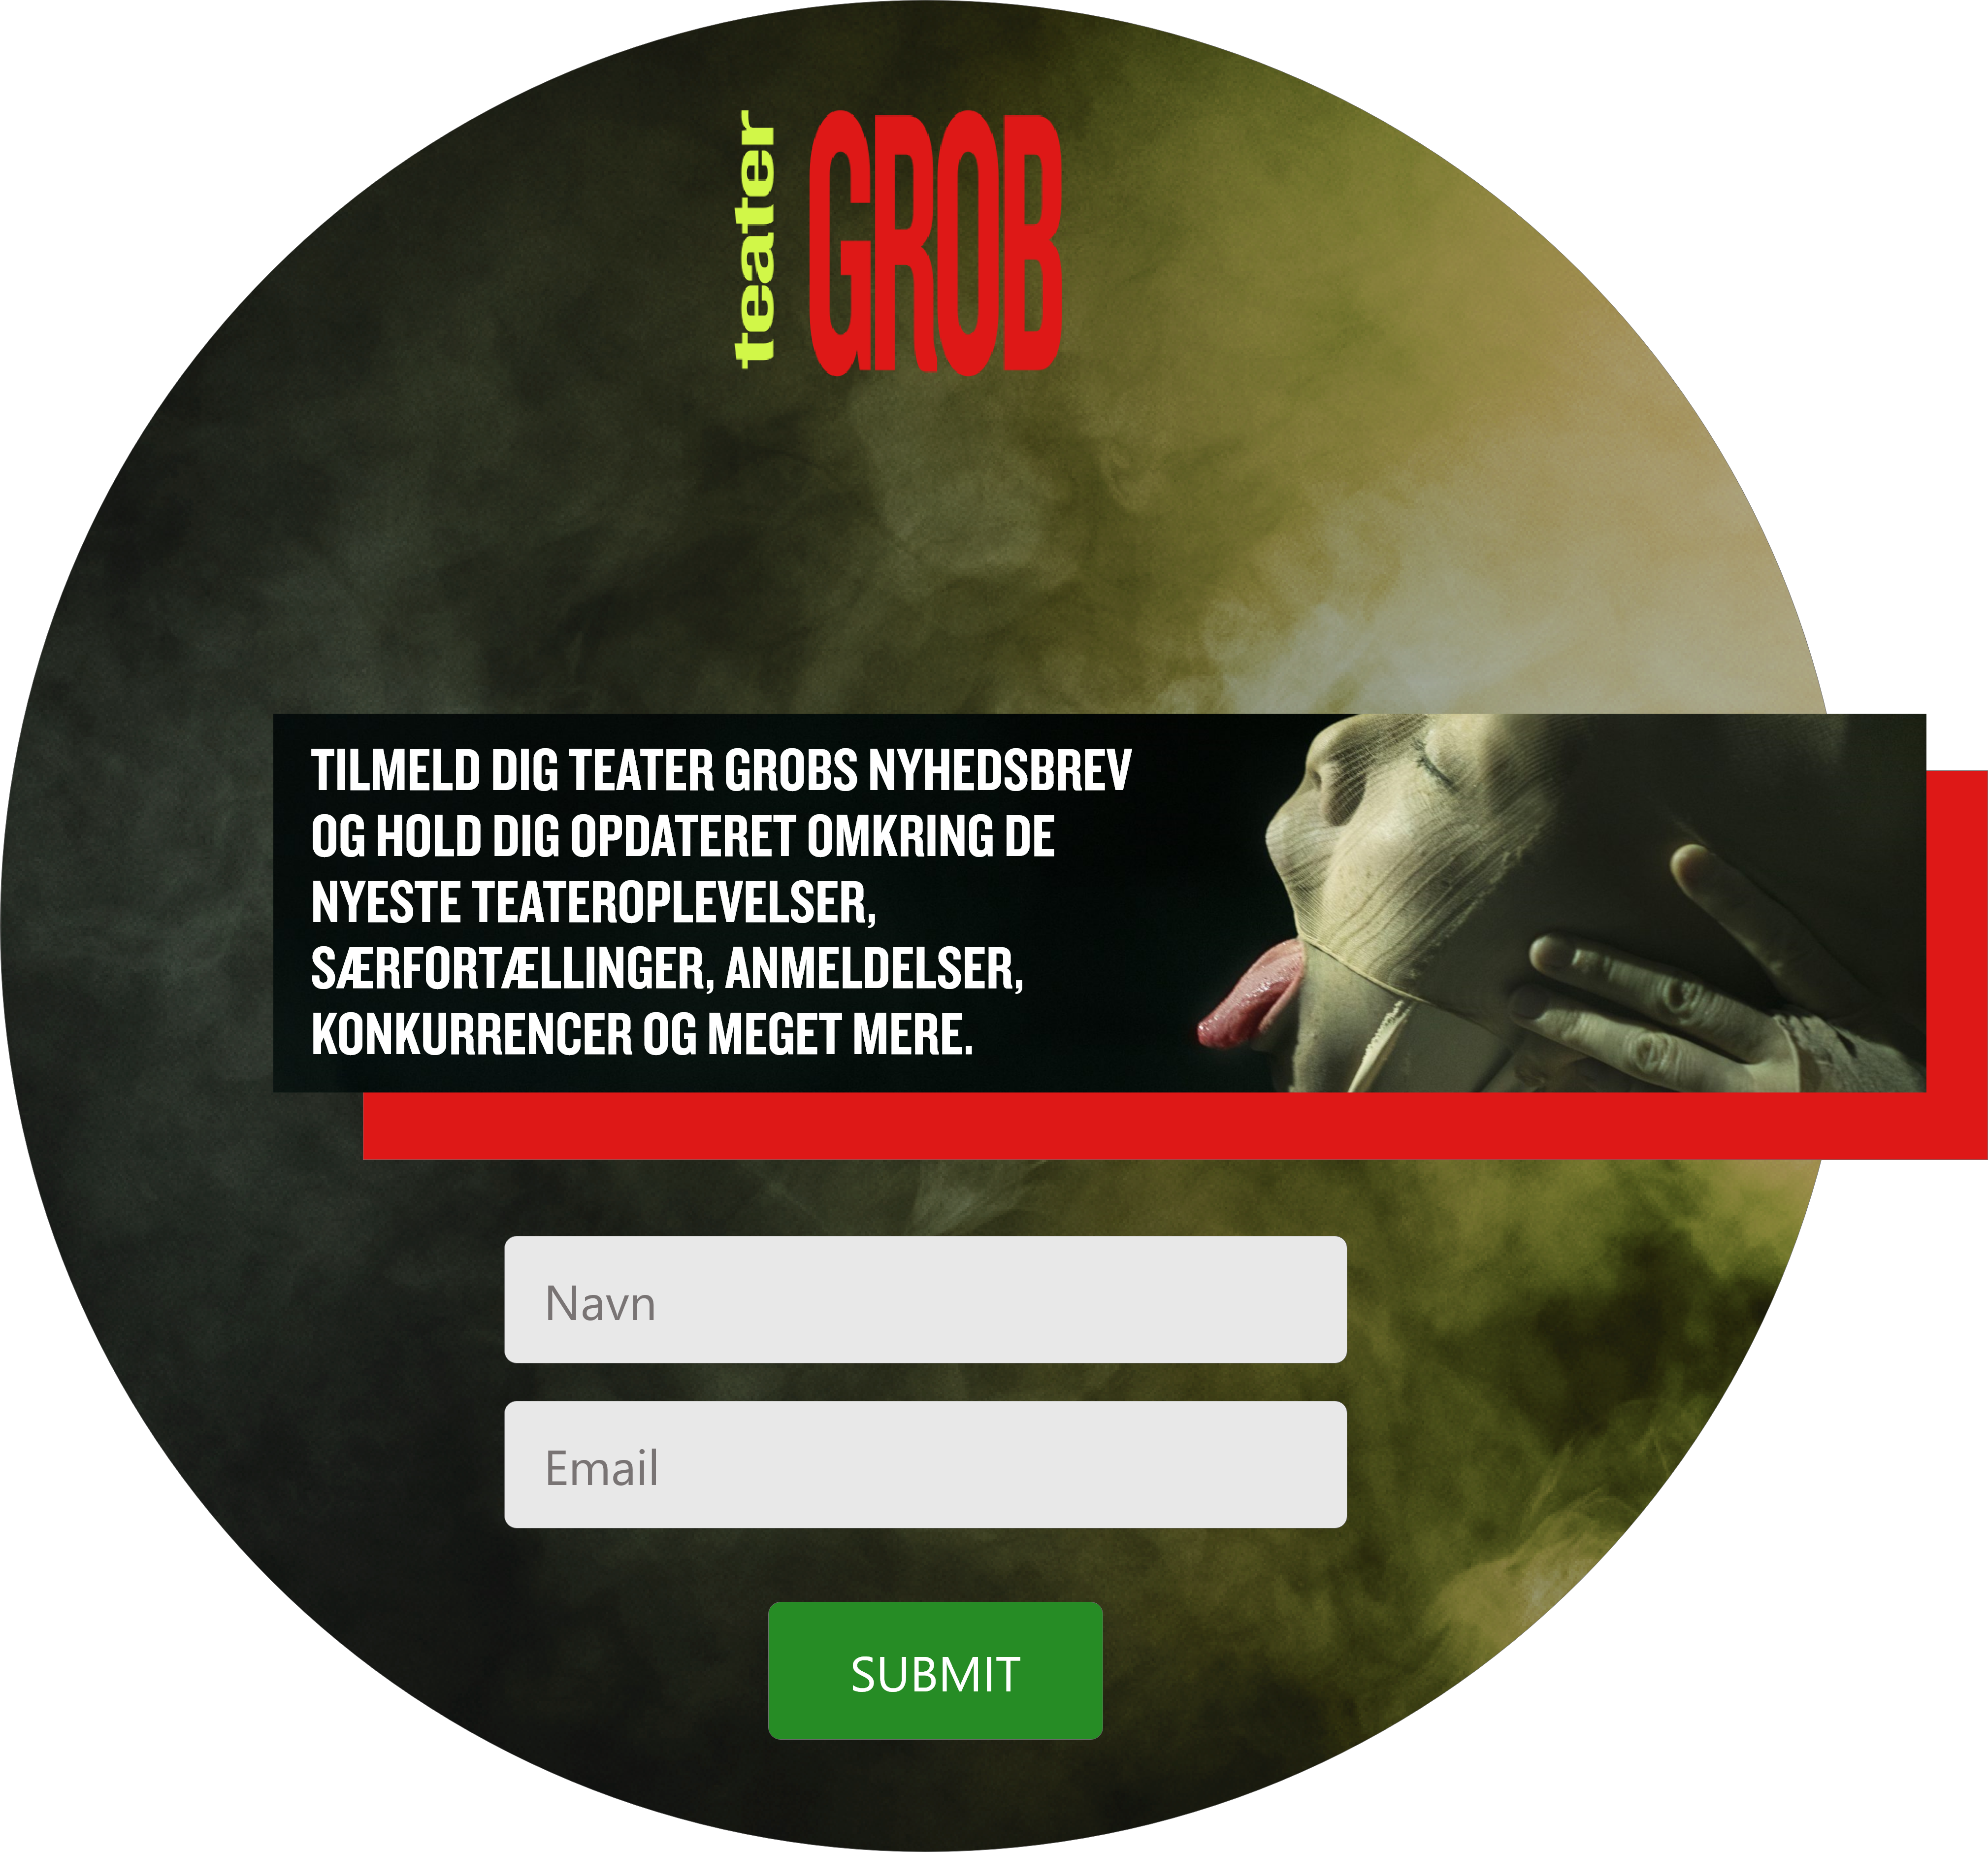 teater
GROB
TILMELD DIG TEATER GROBS NYHEDSBREV
OG HOLD DIG OPDATERET OMKRING DE
NYESTE TEATEROPLEVELSER,
SÆRFORTÆLLINGER, ANMELDELSER,
KONKURRENCER OG MEGET MERE.
Navn
Email
SUBMIT